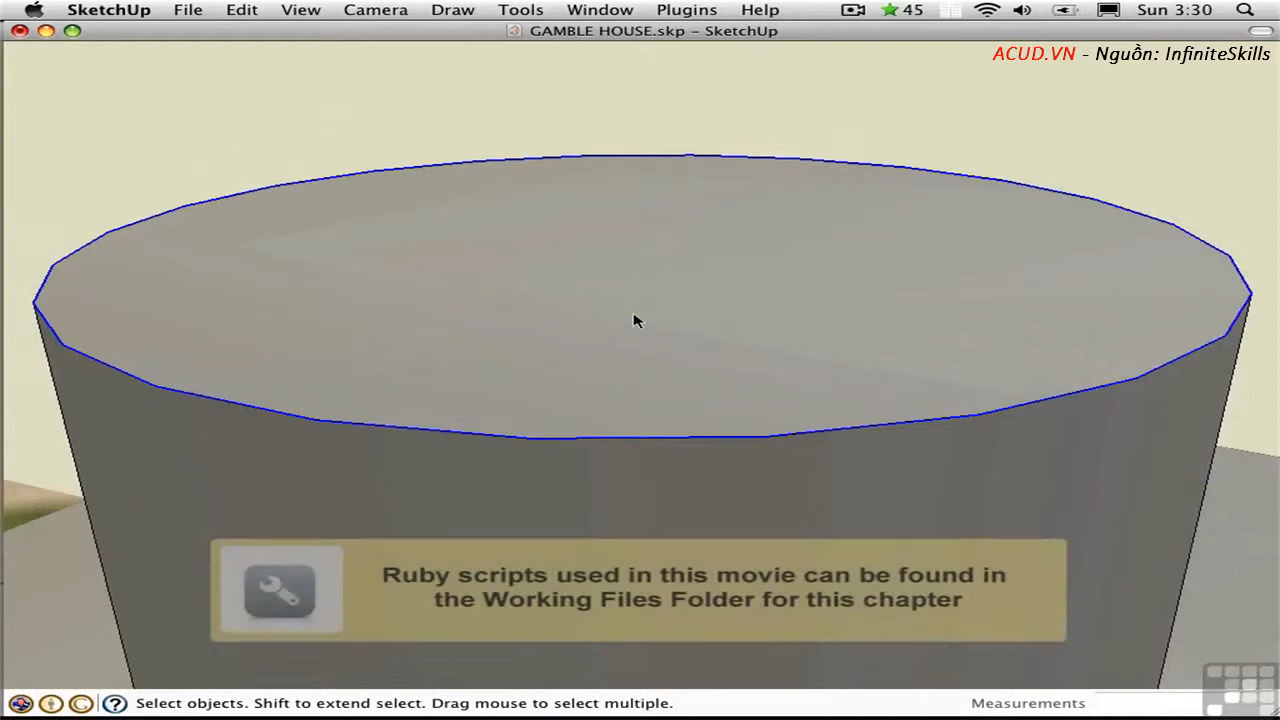 SketchUp File Edit View Camera Draw Tools Window Plugins Help 45 Sun 3:30
GAMBLE HOUSE.skp – SketchUp
ACUD.VN - Nguồn: InfiniteSkills
Ruby scripts used in this movie can be found in
the Working Files Folder for this chapter
Select objects. Shift to extend select. Drag mouse to select multiple. Measurements